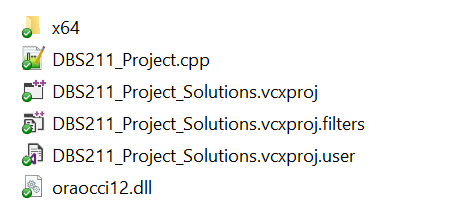 x64
DBS211_Project.cpp
DBS211_Project_Solutions.vcxproj
DBS211_Project_Solutions.vcxproj.filters
DBS211_Project_Solutions.vcxproj.user
oraocci12.dll